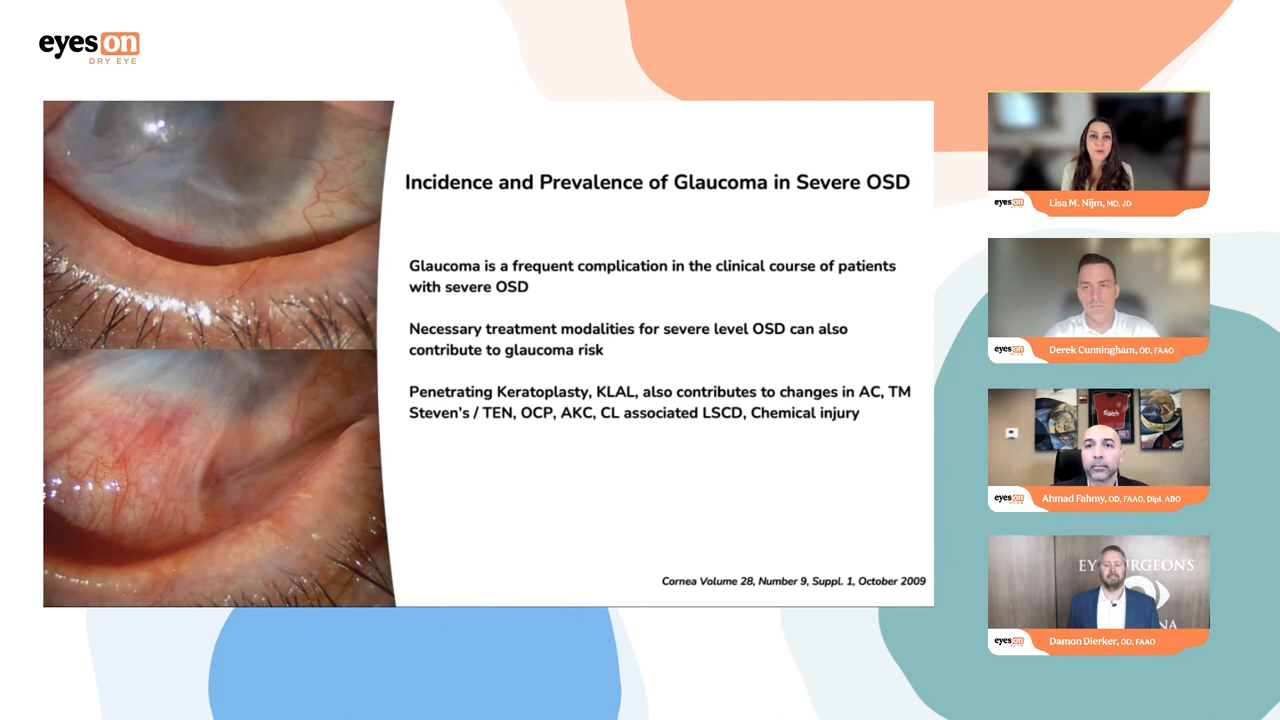 eyes on
DRY EYE
Incidence and Prevalence of Glaucoma in Severe OSD
Glaucoma is a frequent complication in the clinical course of patients
with severe OSD
Necessary treatment modalities for severe level OSD can also
contribute to glaucoma risk
Penetrating Keratoplasty, KLAL, also contributes to changes in AC, TM
Steven's / TEN, OCP, AKC, CL associated LSCD, Chemical injury
Cornea Volume 28, Number 9, Suppl. 1, October 2009
eyes on
Lisa M. Nijm, MD, JD
eyes on
Derek Cunningham, OD, FAAO
eyes on
Ahmad Fahmy, OD, FAAO, Dipl. ABO
eyes on
Damon Dierker, OD, FAAO